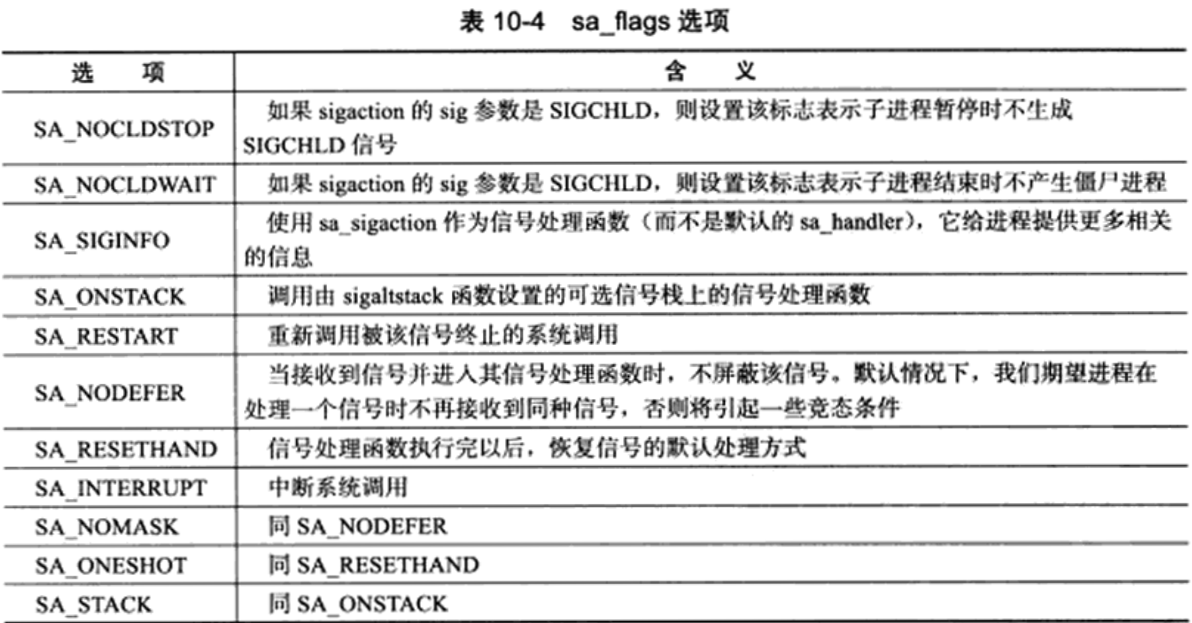 表 10-4 sa_flags 选项
选 项 含 义
SA_NOCLDSTOP 如果 sigaction 的 sig 参数是 SIGCHLD，则设置该标志表示子进程暂停时不生成
SIGCHLD 信号
SA_NOCLDWAIT 如果 sigaction 的 sig 参数是 SIGCHLD，则设置该标志表示子进程结束时不产生僵尸进程
SA_SIGINFO 使用 sa_sigaction 作为信号处理函数（而不是默认的 sa_handler），它给进程提供更多相关
的信息
SA_ONSTACK 调用由 sigaltstack 函数设置的可选信号栈上的信号处理函数
SA_RESTART 重新调用被该信号终止的系统调用
SA_NODEFER 当接收到信号并进入其信号处理函数时，不屏蔽该信号。默认情况下，我们期望进程在
处理一个信号时不再接收到同种信号，否则将引起一些竞态条件
SA_RESETHAND 信号处理函数执行完以后，恢复信号的默认处理方式
SA_INTERRUPT 中断系统调用
SA_NOMASK 同 SA_NODEFER
SA_ONESHOT 同 SA_RESETHAND
SA_STACK 同 SA_ONSTACK